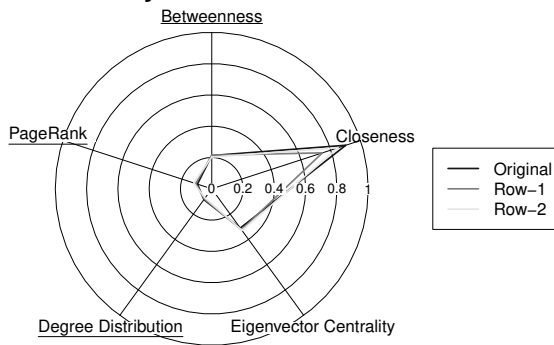 Betweenness
PageRank
Closeness
0 0.2 0.4 0.6 0.8 1
Original
Row−1
Row−2
Degree Distribution
Eigenvector Centrality